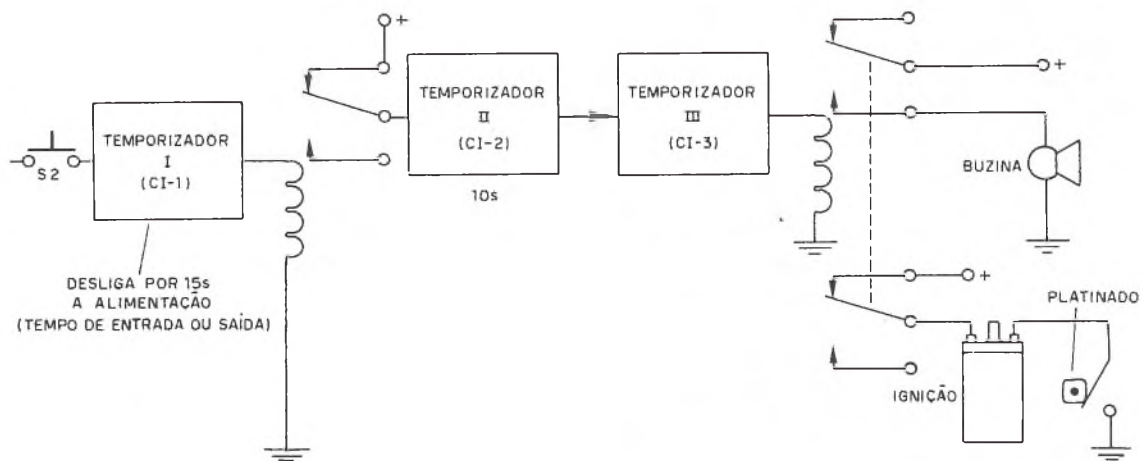 S2
TEMPORIZADOR
I
(CI-1)
DESLIGA POR 15s
A ALIMENTAÇÃO
(TEMPO DE ENTRADA OU SAÍDA)
+
TEMPORIZADOR
II
(CI-2)
10s
TEMPORIZADOR
III
(CI-3)
+
BUZINA
+
PLATINADO
IGNIÇÃO